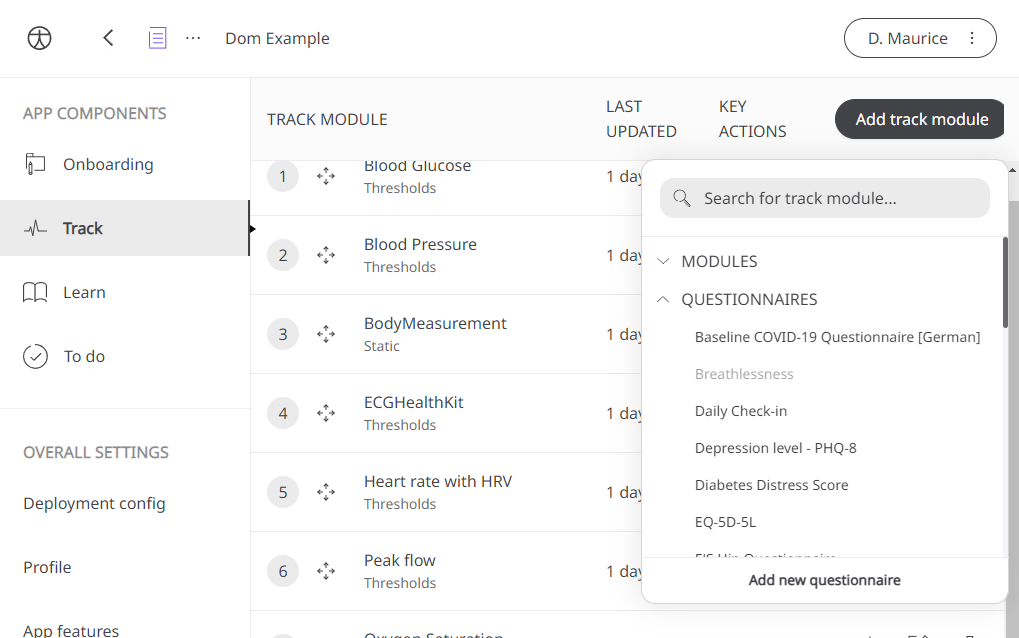 Dom Example
D. Maurice
APP COMPONENTS
Onboarding
Track
Learn
To do
OVERALL SETTINGS
Deployment config
Profile
App features
TRACK MODULE
LAST
UPDATED
KEY
ACTIONS
Add track module
1
Blood Glucose
Thresholds
1 day
2
Blood Pressure
Thresholds
1 day
3
BodyMeasurement
Static
1 day
4
ECGHealthKit
Thresholds
1 day
5
Heart rate with HRV
Thresholds
1 day
6
Peak flow
Thresholds
1 day
Oxygen Saturation
Search for track module...
MODULES
QUESTIONNAIRES
Baseline COVID-19 Questionnaire [German]
Breathlessness
Daily Check-in
Depression level - PHQ-8
Diabetes Distress Score
EQ-5D-5L
Hip Questionnaire
Add new questionnaire